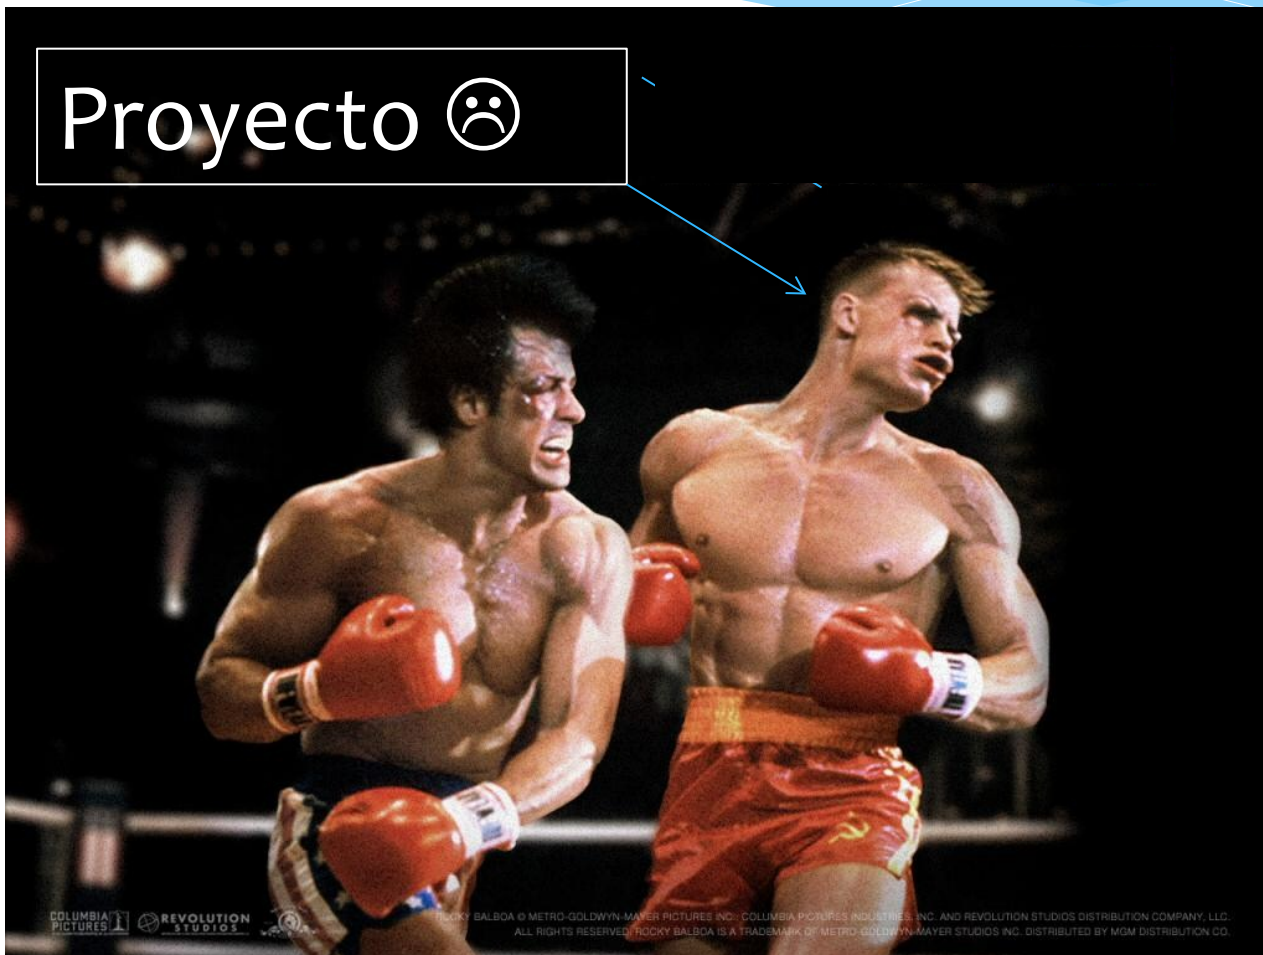 Proyecto ☹
COLUMBIA
PICTURES
REVOLUTION
STUDIOS
ROCKY BALBOA © METRO-GOLDWYN-MAYER PICTURES INC., COLUMBIA PICTURES INDUSTRIES, INC. AND REVOLUTION STUDIOS DISTRIBUTION COMPANY, LLC.
ALL RIGHTS RESERVED. ROCKY BALBOA IS A TRADEMARK OF METRO-GOLDWYN-MAYER STUDIOS INC. DISTRIBUTED BY MGM DISTRIBUTION CO.